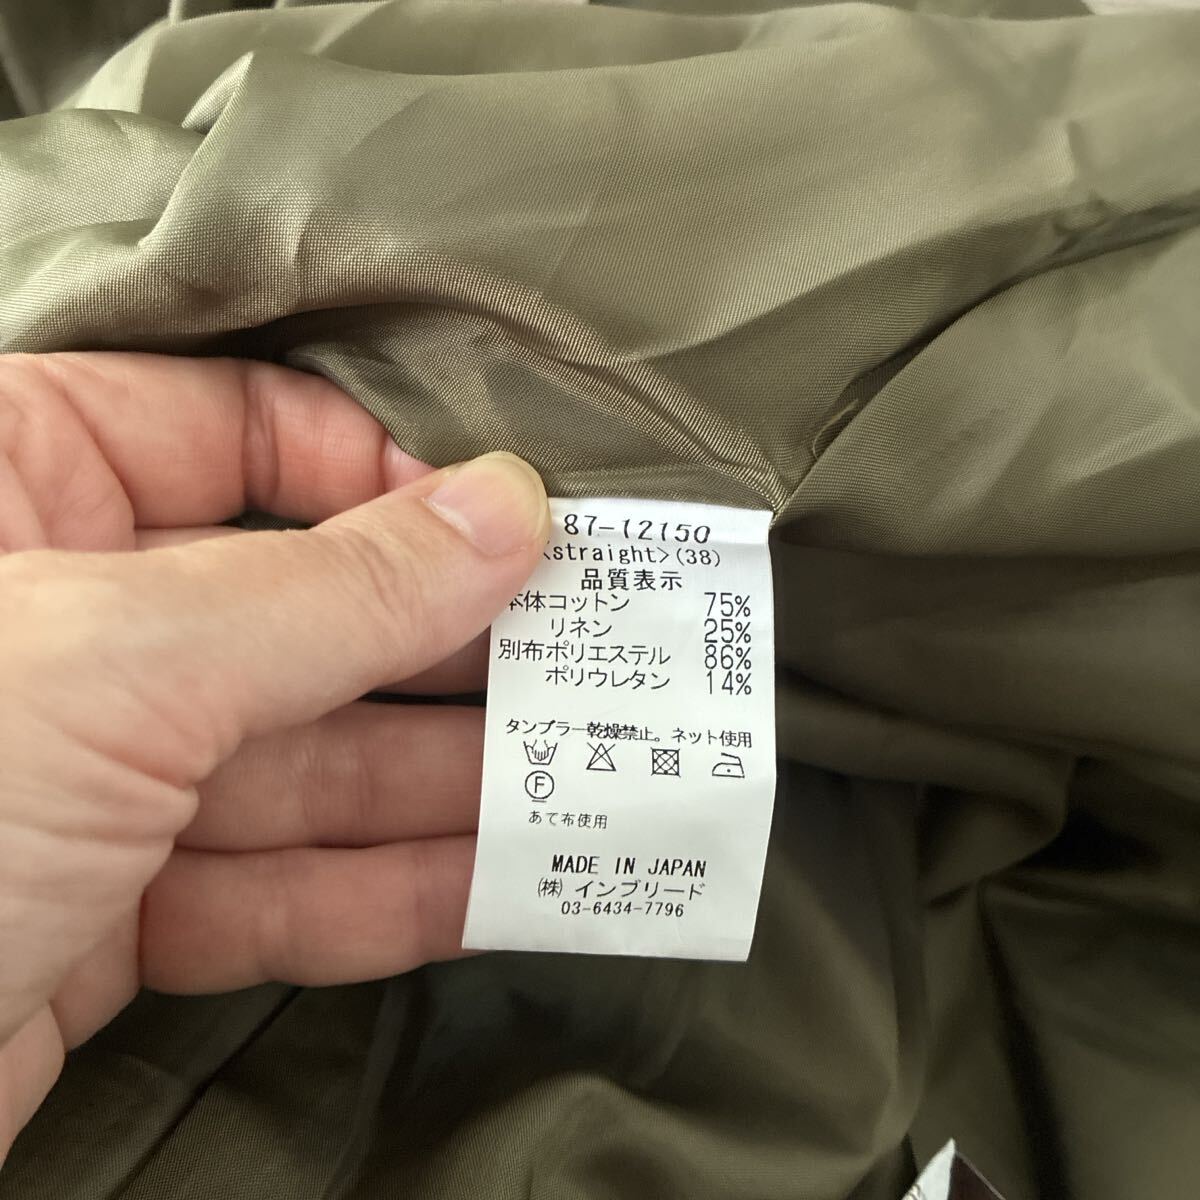 87-12150
<straight>(38)
品質表示
本体コットン 75%
リネン 25%
別布ポリエステル 86%
ポリウレタン 14%
タンブラー乾燥禁止。ネット使用
F
あて布使用
MADE IN JAPAN
(株)インブリード
03-6434-7796